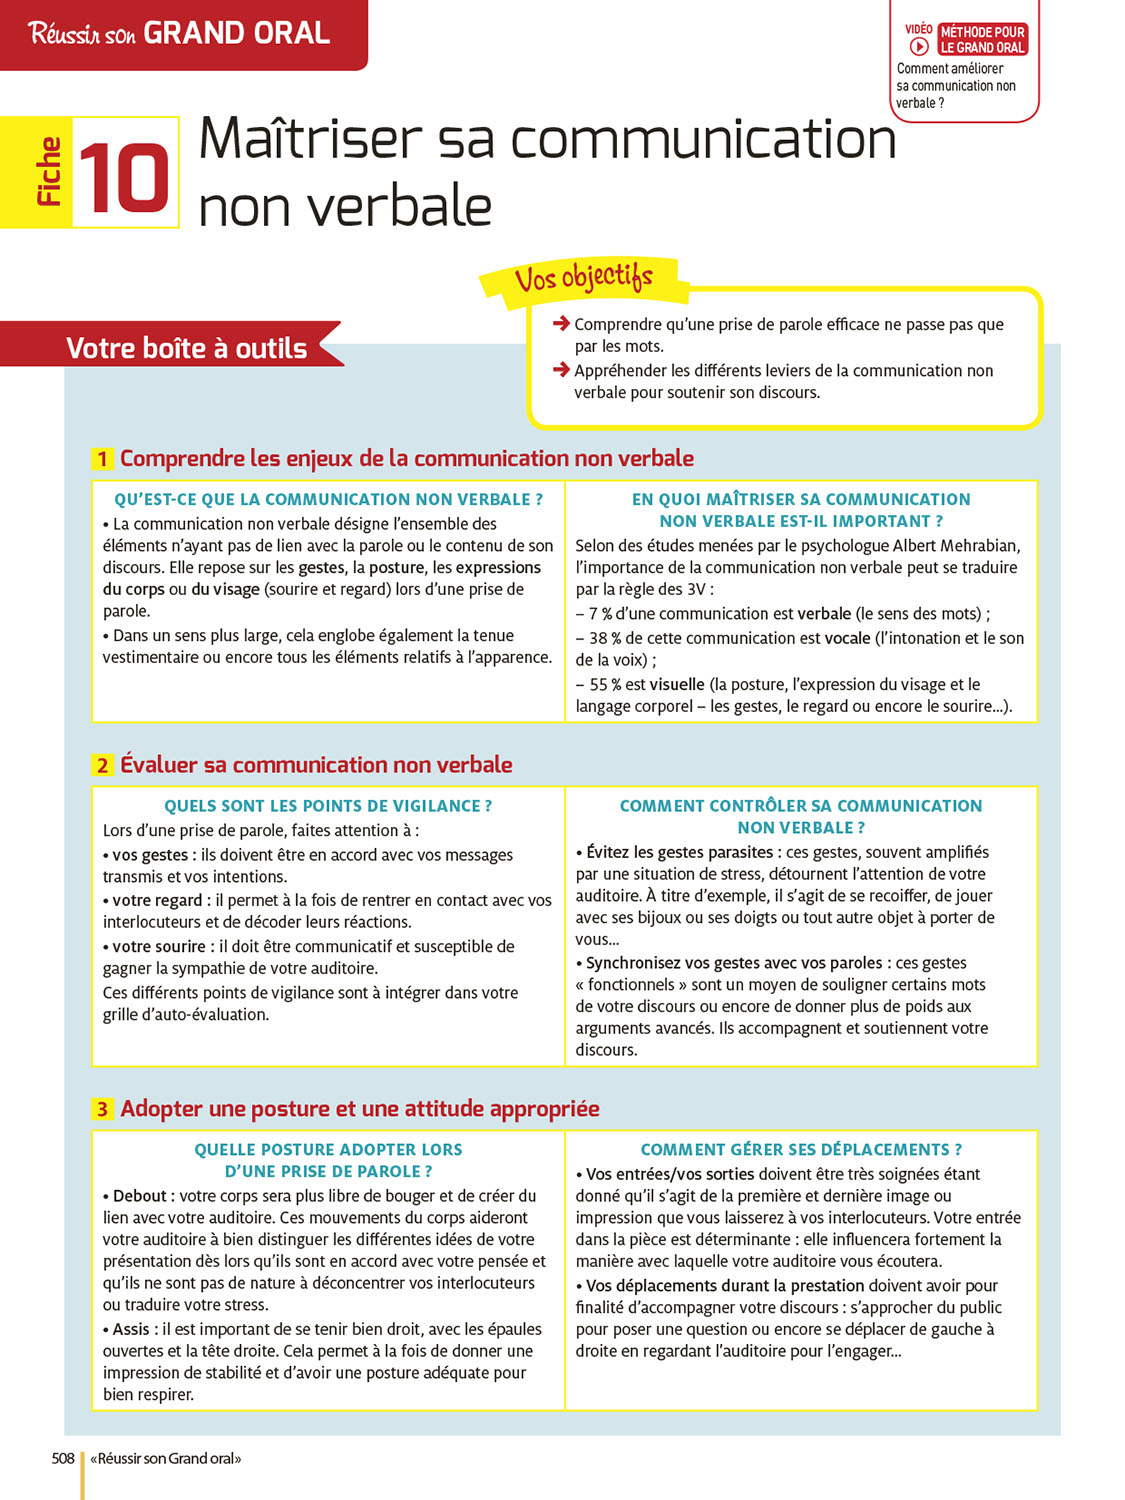 Réussir son GRAND ORAL
VIDÉO
MÉTHODE POUR
LE GRAND ORAL
Comment améliorer
sa communication non
verbale ?
Fiche
10
Maîtriser sa communication
non verbale
Vos objectifs
→ Comprendre qu’une prise de parole efficace ne passe pas que
par les mots.
→ Appréhender les différents leviers de la communication non
verbale pour soutenir son discours.
Votre boîte à outils
1 Comprendre les enjeux de la communication non verbale
QU’EST-CE QUE LA COMMUNICATION NON VERBALE ?
• La communication non verbale désigne l’ensemble des
éléments n’ayant pas de lien avec la parole ou le contenu de son
discours. Elle repose sur les gestes, la posture, les expressions
du corps ou du visage (sourire et regard) lors d’une prise de
parole.
• Dans un sens plus large, cela englobe également la tenue
vestimentaire ou encore tous les éléments relatifs à l’apparence.
EN QUOI MAÎTRISER SA COMMUNICATION
NON VERBALE EST-IL IMPORTANT ?
Selon des études menées par le psychologue Albert Mehrabian,
l’importance de la communication non verbale peut se traduire
par la règle des 3V :
– 7 % d’une communication est verbale (le sens des mots) ;
– 38 % de cette communication est vocale (l’intonation et le son
de la voix) ;
– 55 % est visuelle (la posture, l’expression du visage et le
langage corporel – les gestes, le regard ou encore le sourire…).
2 Évaluer sa communication non verbale
QUELS SONT LES POINTS DE VIGILANCE ?
Lors d’une prise de parole, faites attention à :
• vos gestes : ils doivent être en accord avec vos messages
transmis et vos intentions.
• votre regard : il permet à la fois de rentrer en contact avec vos
interlocuteurs et de décoder leurs réactions.
• votre sourire : il doit être communicatif et susceptible de
gagner la sympathie de votre auditoire.
Ces différents points de vigilance sont à intégrer dans votre
grille d’auto-évaluation.
COMMENT CONTRÔLER SA COMMUNICATION
NON VERBALE ?
• Évitez les gestes parasites : ces gestes, souvent amplifiés
par une situation de stress, détournent l’attention de votre
auditoire. À titre d’exemple, il s’agit de se recoiffer, de jouer
avec ses bijoux ou ses doigts ou tout autre objet à porter de
vous…
• Synchronisez vos gestes avec vos paroles : ces gestes
« fonctionnels » sont un moyen de souligner certains mots
de votre discours ou encore de donner plus de poids aux
arguments avancés. Ils accompagnent et soutiennent votre
discours.
3 Adopter une posture et une attitude appropriée
QUELLE POSTURE ADOPTER LORS
D’UNE PRISE DE PAROLE ?
• Debout : votre corps sera plus libre de bouger et de créer du
lien avec votre auditoire. Ces mouvements du corps aideront
votre auditoire à bien distinguer les différentes idées de votre
présentation dès lors qu’ils sont en accord avec votre pensée et
qu’ils ne sont pas de nature à déconcentrer vos interlocuteurs
ou traduire votre stress.
• Assis : il est important de se tenir bien droit, avec les épaules
ouvertes et la tête droite. Cela permet à la fois de donner une
impression de stabilité et d’avoir une posture adéquate pour
bien respirer.
COMMENT GÉRER SES DÉPLACEMENTS ?
• Vos entrées/vos sorties doivent être très soignées étant
donné qu’il s’agit de la première et dernière image ou
impression que vous laisserez à vos interlocuteurs. Votre entrée
dans la pièce est déterminante : elle influencera fortement la
manière avec laquelle votre auditoire vous écoutera.
• Vos déplacements durant la prestation doivent avoir pour
finalité d’accompagner votre discours : s’approcher du public
pour poser une question ou encore se déplacer de gauche à
droite en regardant l’auditoire pour l’engager…
508 «Réussir son Grand oral»